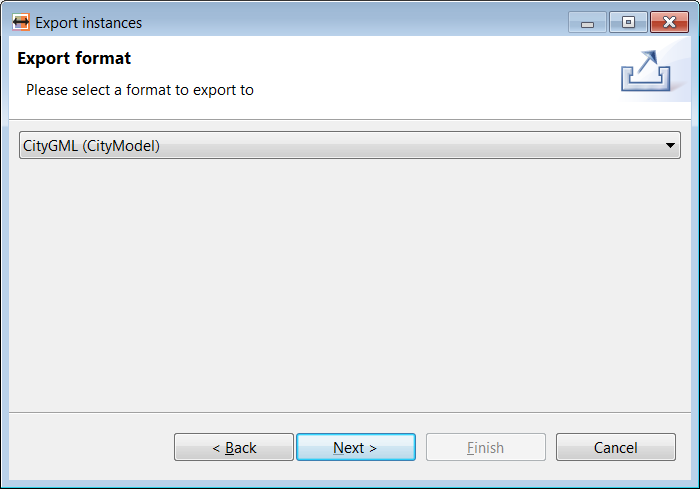 Export instances
Export format
Please select a format to export to
CityGML (CityModel)
< Back
Next >
Finish
Cancel